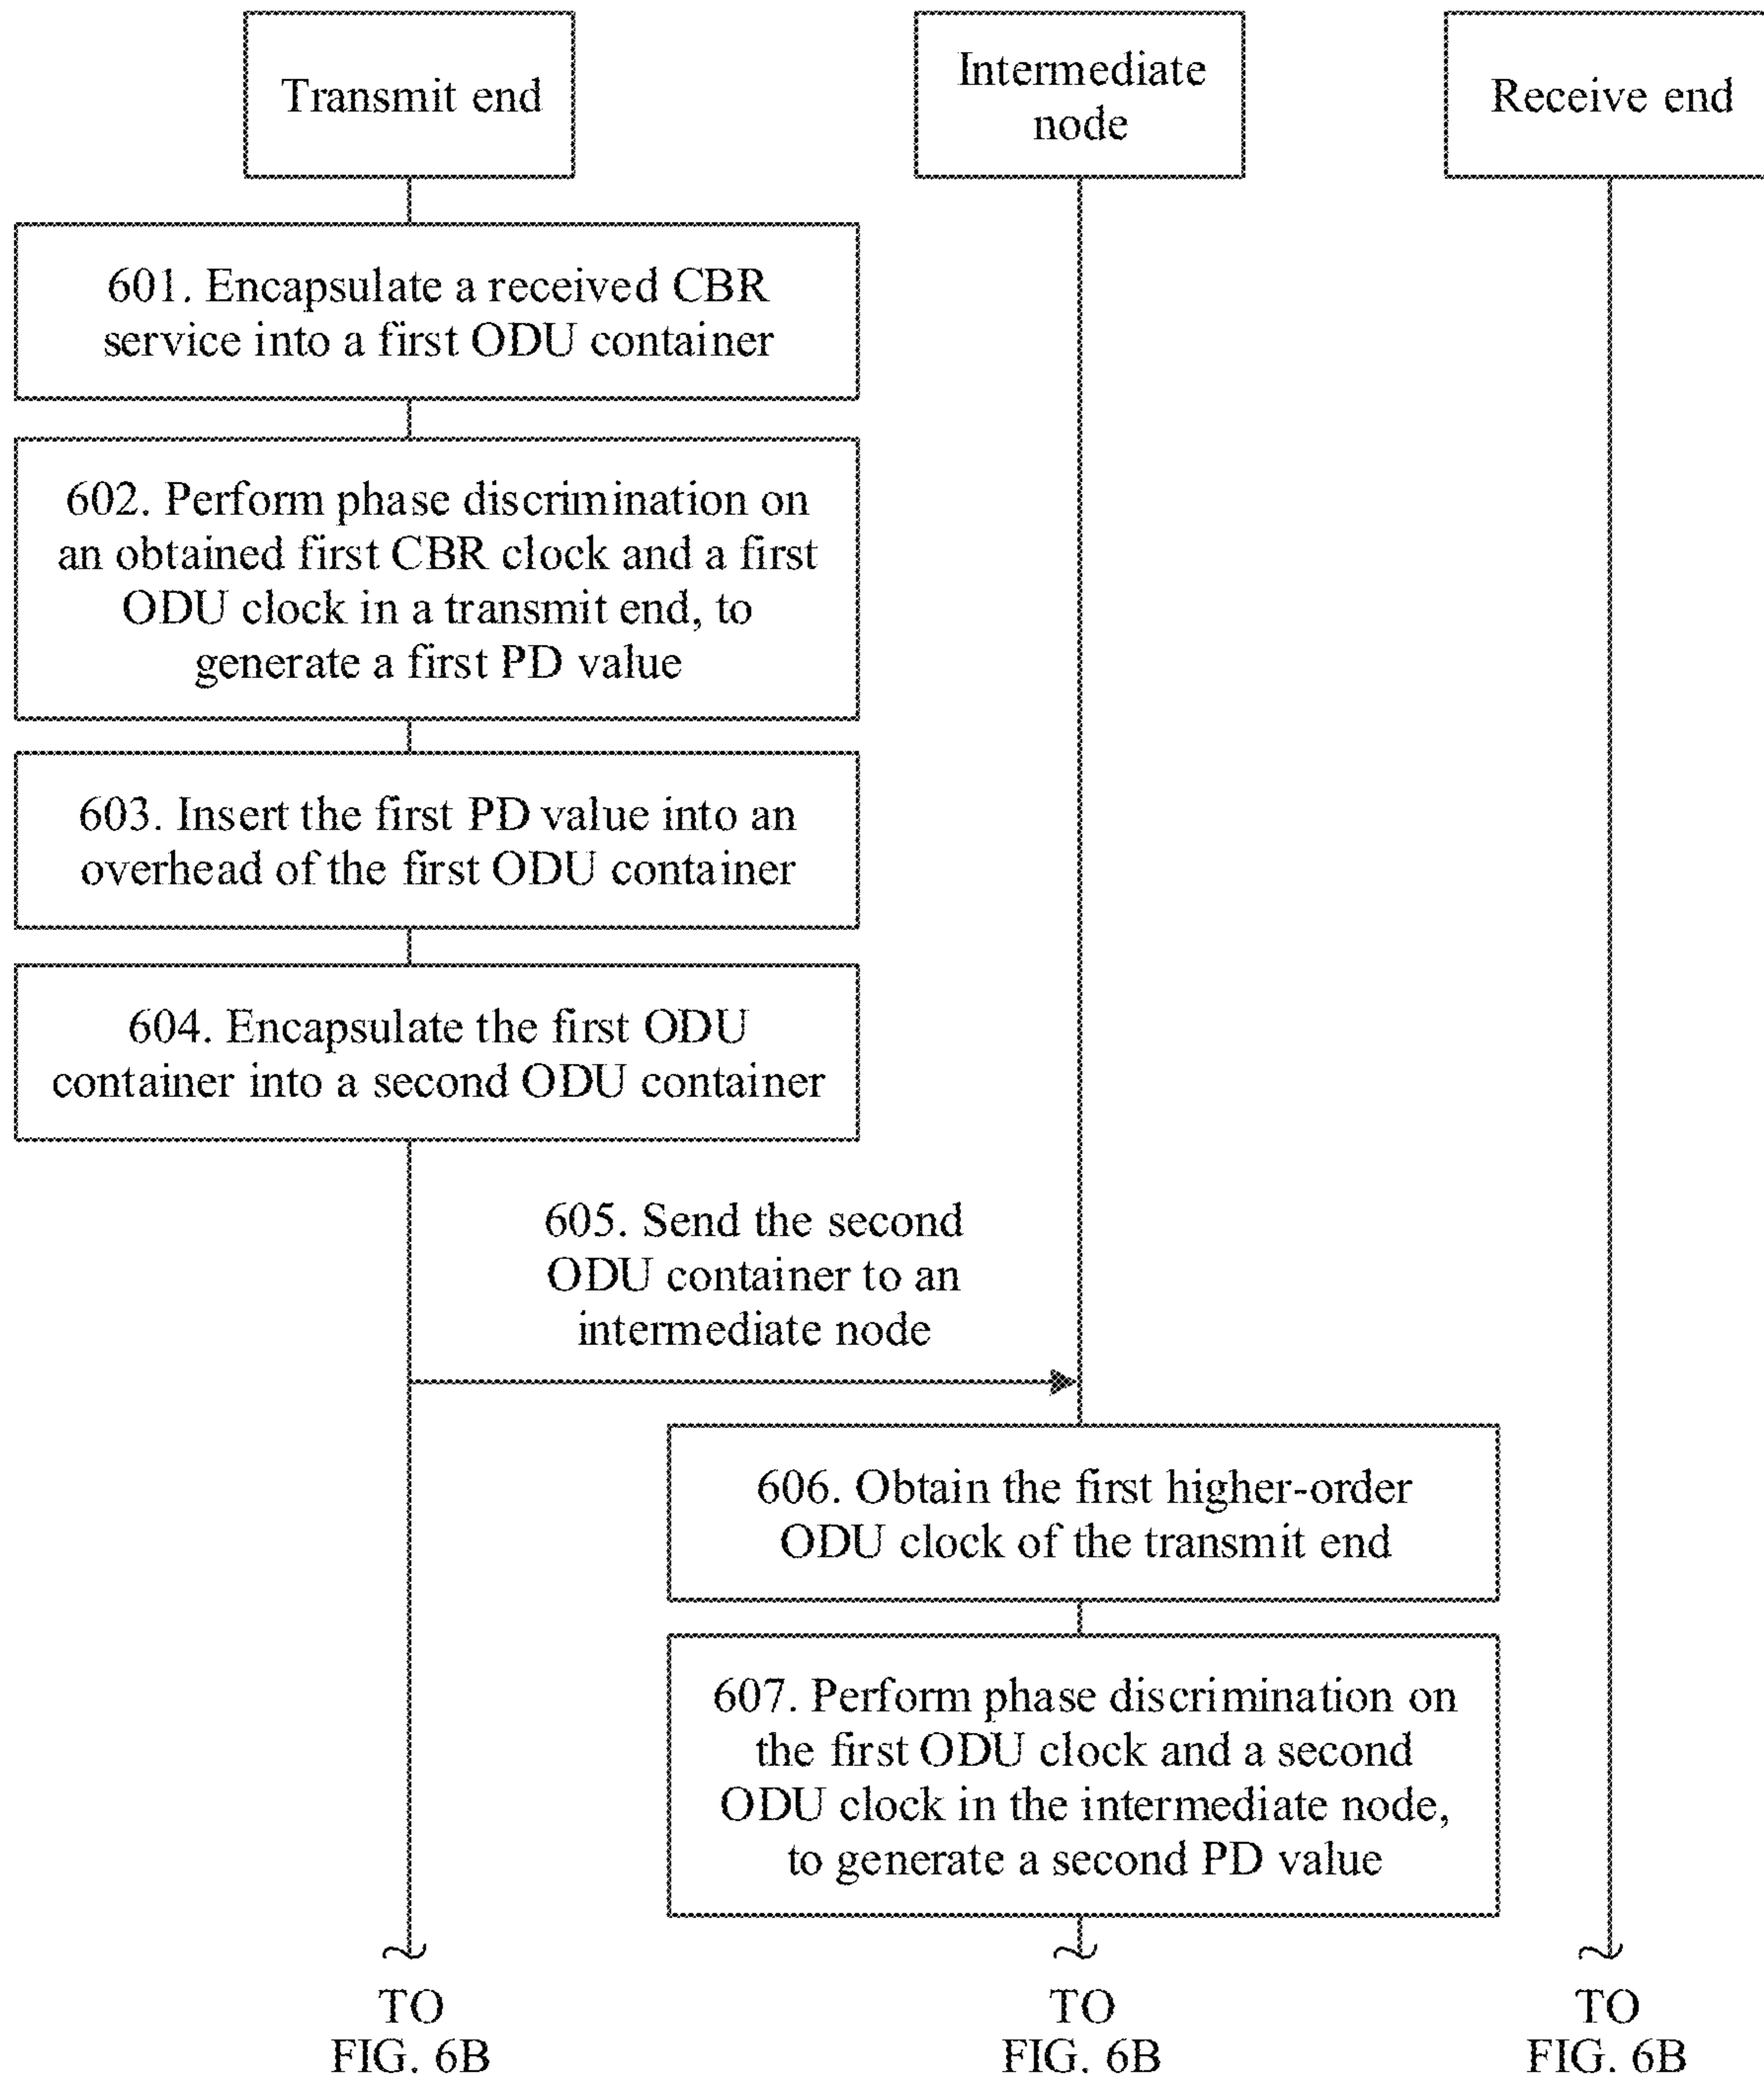 Transmit end
Intermediate
node
Receive end
601. Encapsulate a received CBR
service into a first ODU container
602. Perform phase discrimination on
an obtained first CBR clock and a first
ODU clock in a transmit end, to
generate a first PD value
603. Insert the first PD value into an
overhead of the first ODU container
604. Encapsulate the first ODU
container into a second ODU container
605. Send the second
ODU container to an
intermediate node
606. Obtain the first higher-order
ODU clock of the transmit end
607. Perform phase discrimination on
the first ODU clock and a second
ODU clock in the intermediate node,
to generate a second PD value
TO
FIG. 6B
TO
FIG. 6B
TO
FIG. 6B